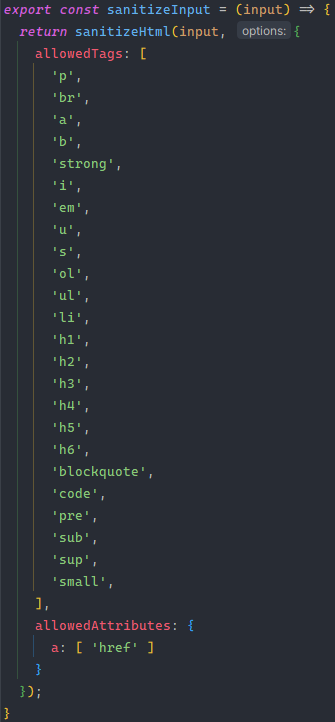 export const sanitizeInput = (input) => {
return sanitizeHtml(input, options: {
allowedTags: [
'p',
'br',
'a',
'b',
'strong',
'i',
'em',
'u',
's',
'ol',
'ul',
'li',
'h1',
'h2',
'h3',
'h4',
'h5',
'h6',
'blockquote',
'code',
'pre',
'sub',
'sup',
'small',
],
allowedAttributes: {
a: [ 'href' ]
}
});
}